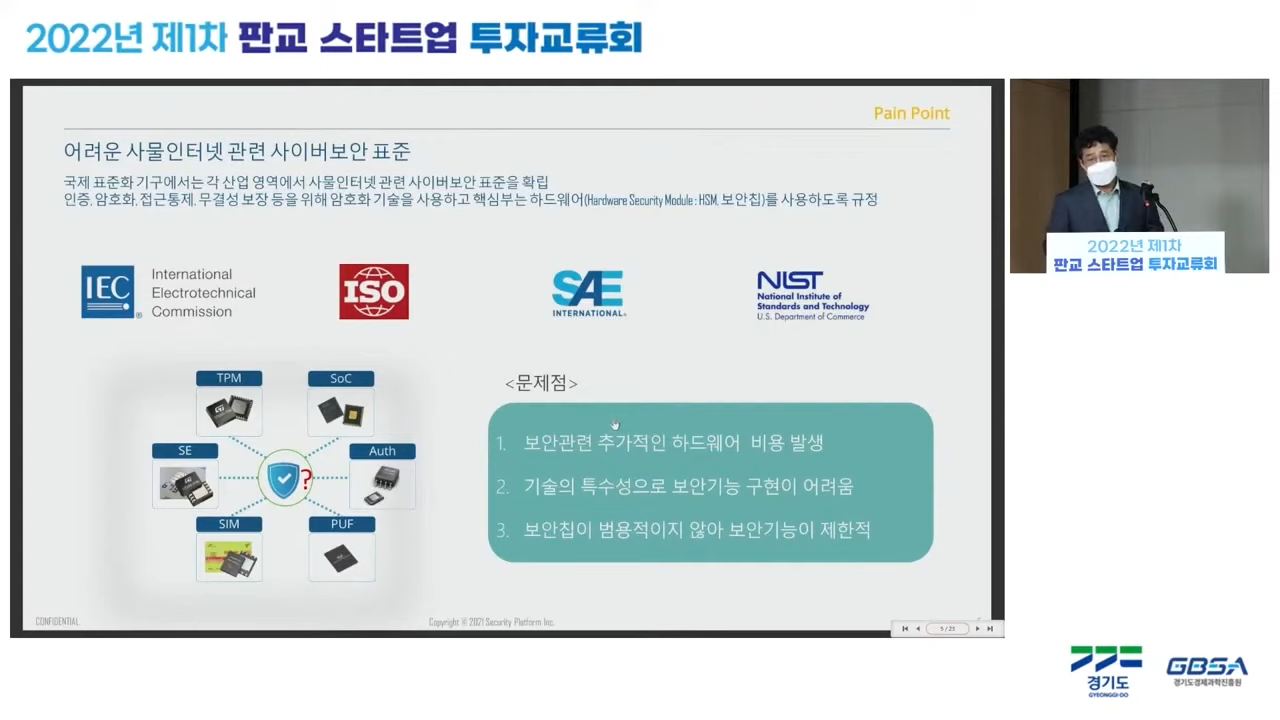 2022년 제1차 판교 스타트업 투자교류회
Pain Point
어려운 사물인터넷 관련 사이버보안 표준
국제 표준화 기구에서는 각 산업 영역에서 사물인터넷 관련 사이버보안 표준을 확립
인증, 암호화, 접근통제, 무결성 보장 등을 위해 암호화 기술을 사용하고 핵심부는 하드웨어(Hardware Security Module : HSM, 보안칩)를 사용하도록 규정
IEC
International
Electrotechnical
Commission
ISO
SAE
INTERNATIONAL
NIST
National Institute of
Standards and Technology
U.S. Department of Commerce
TPM
SoC
SE
Auth
?
SIM
PUF
<문제점>
1. 보안관련 추가적인 하드웨어 비용 발생
2. 기술의 특수성으로 보안기능 구현이 어려움
3. 보안칩이 범용적이지 않아 보안기능이 제한적
CONFIDENTIAL
Copyright © 2021 Security Platform Inc.
5 / 23
2022년 제1차
판교 스타트업 투자교류회
경기도
GYEONGGI-DO
GBSA
경기도경제과학진흥원